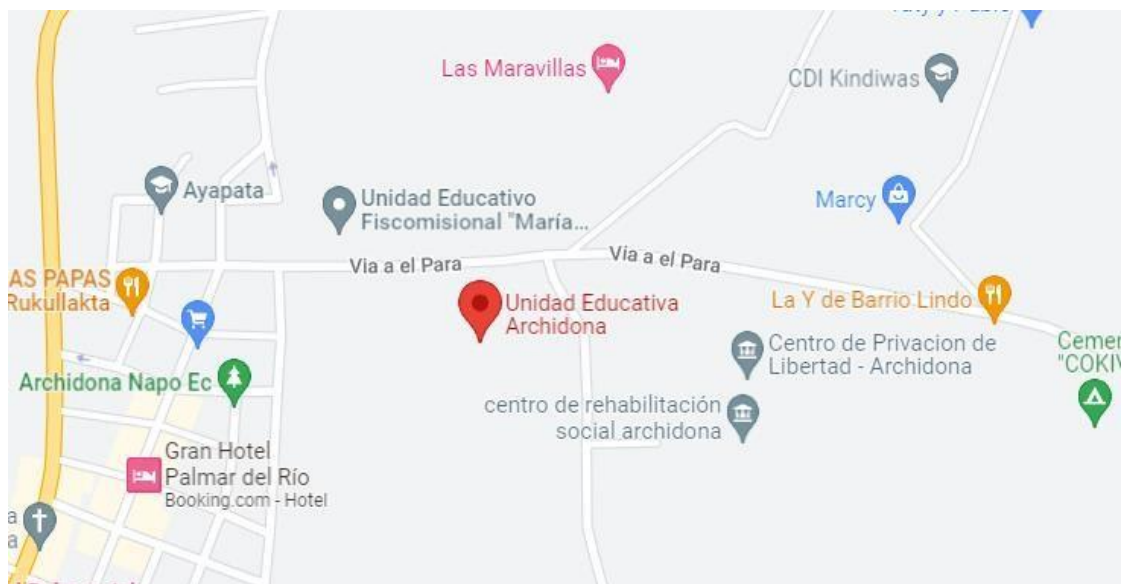 Las Maravillas
CDI Kindiwas
Ayapata
Unidad Educativo
Fiscomisional "María...
Marcy
Via a el Para
Via a el Para
AS PAPAS
Rukullakta
Unidad Educativa
Archidona
La Y de Barrio Lindo
Centro de Privacion de
Libertad - Archidona
Cemer
"COKIV
Archidona Napo Ec
centro de rehabilitación
social archidona
Gran Hotel
Palmar del Río
Booking.com - Hotel
a
a